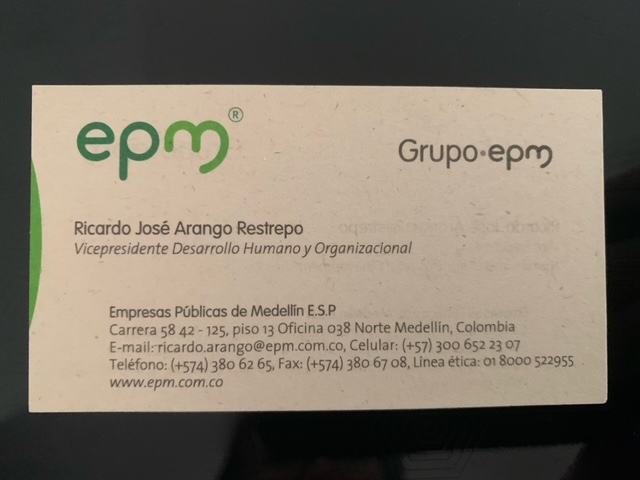 epm®
Grupo·epm
Ricardo José Arango Restrepo
Vicepresidente Desarrollo Humano y Organizacional
Empresas Públicas de Medellín E.S.P
Carrera 58 42 - 125, piso 13 Oficina 038 Norte Medellín, Colombia
E-mail: ricardo.arango@epm.com.co, Celular: (+57) 300 652 23 07
Teléfono: (+574) 380 62 65, Fax: (+574) 380 67 08, Línea ética: 01 8000 522955
www.epm.com.co